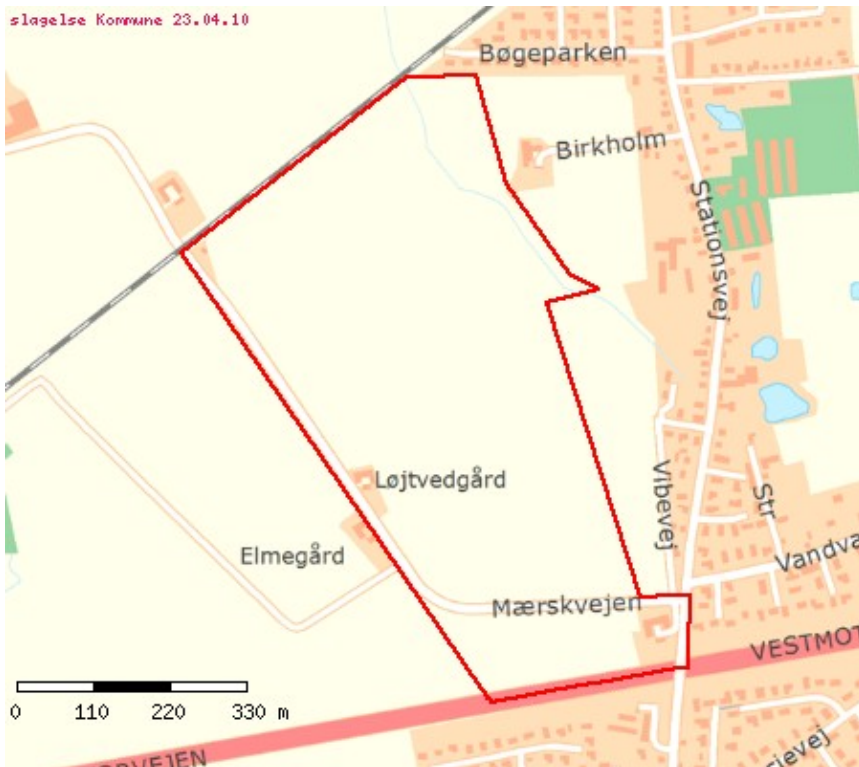 slagelse Kommune 23.04.10
Bøgeparken
Birkholm
Stationsvej
Løjtvedgård
Vibevej
Str
Elmegård
Mærskvejen
VESTMOT
0 110 220 330 m